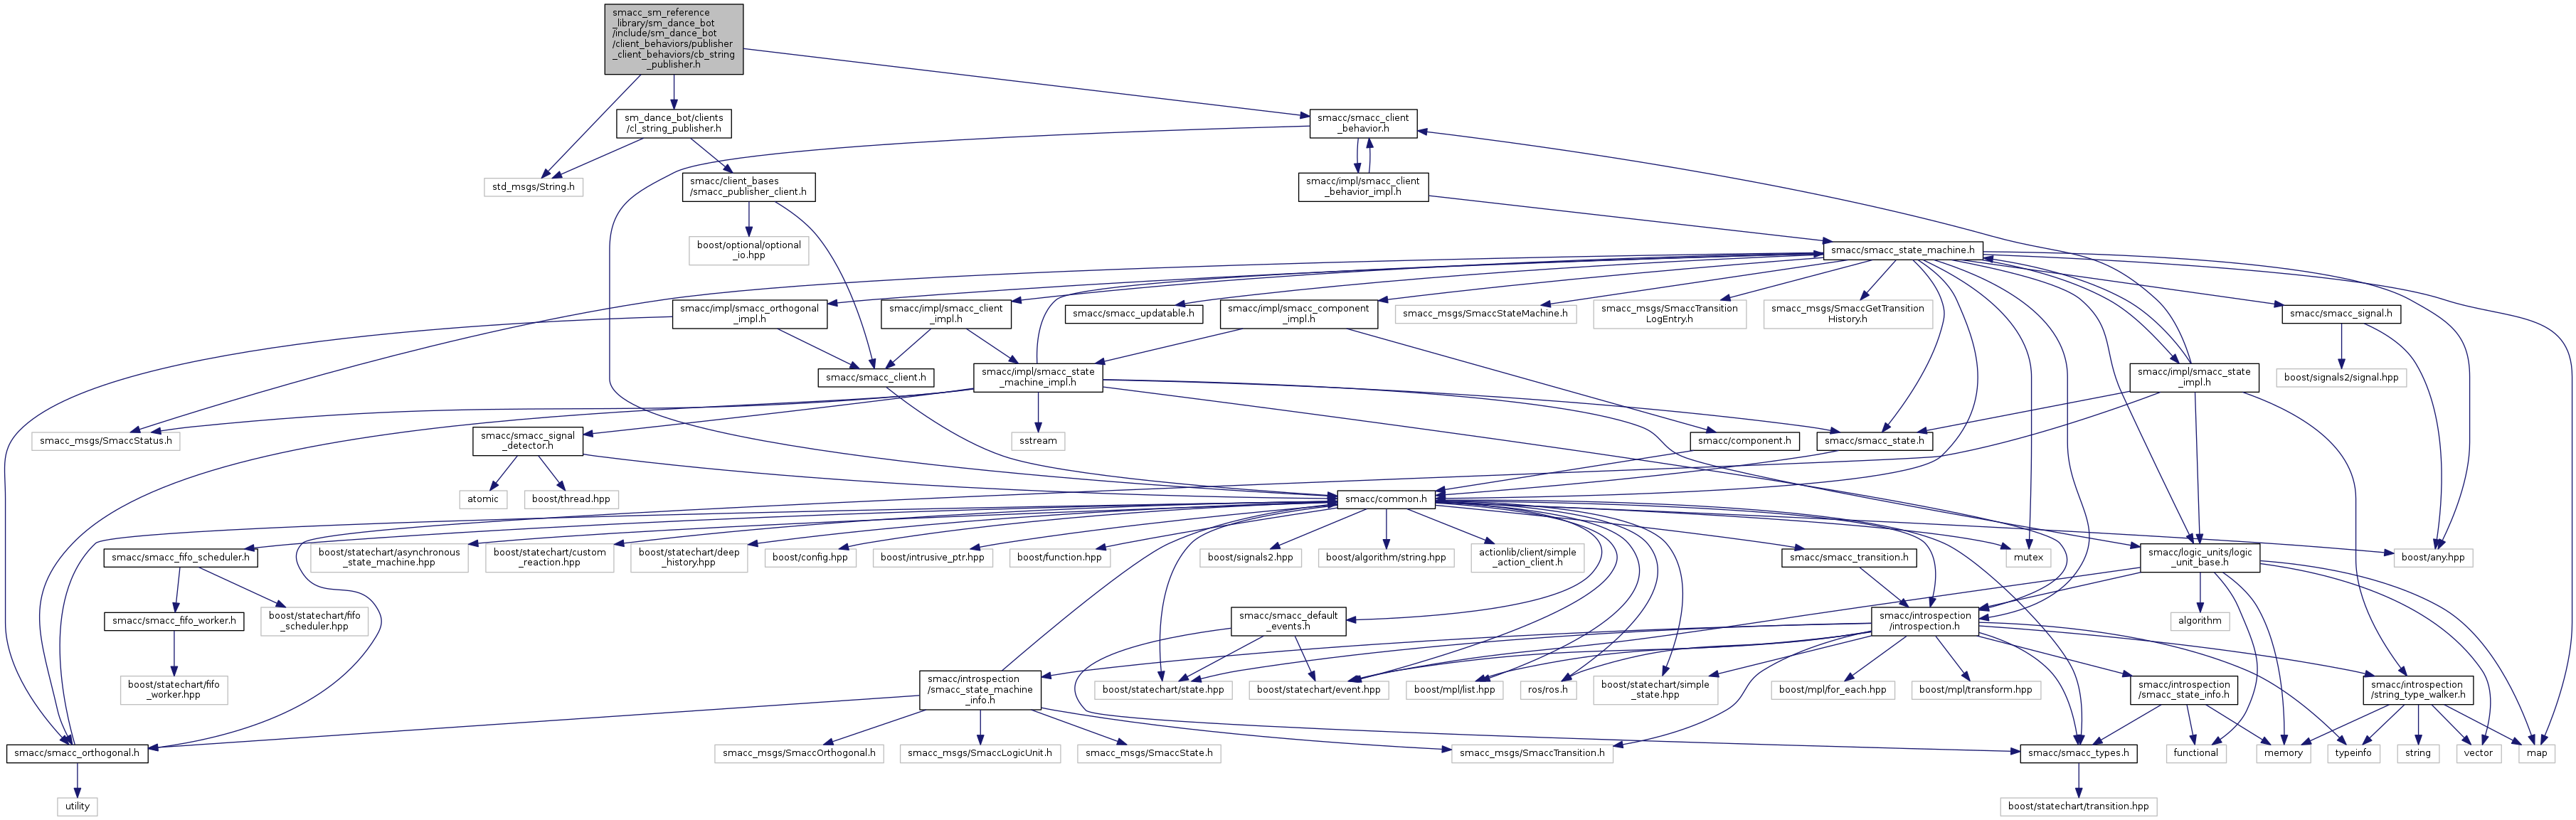 smacc_sm_reference
_library/sm_dance_bot
/include/sm_dance_bot
/client_behaviors/publisher
_client_behaviors/cb_string
_publisher.h
sm_dance_bot/clients
/cl_string_publisher.h
smacc/smacc_client
_behavior.h
std_msgs/String.h
smacc/client_bases
/smacc_publisher_client.h
smacc/impl/smacc_client
_behavior_impl.h
boost/optional/optional
_io.hpp
smacc/smacc_state_machine.h
smacc/impl/smacc_orthogonal
_impl.h
smacc/impl/smacc_client
_impl.h
smacc/smacc_updatable.h
smacc/impl/smacc_component
_impl.h
smacc_msgs/SmaccStateMachine.h
smacc_msgs/SmaccTransition
LogEntry.h
smacc_msgs/SmaccGetTransition
History.h
smacc/smacc_signal.h
smacc/smacc_client.h
smacc/impl/smacc_state
_machine_impl.h
smacc/impl/smacc_state
_impl.h
boost/signals2/signal.hpp
smacc_msgs/SmaccStatus.h
smacc/smacc_signal
_detector.h
sstream
smacc/component.h
smacc/smacc_state.h
atomic
boost/thread.hpp
smacc/common.h
smacc/smacc_fifo_scheduler.h
boost/statechart/asynchronous
_state_machine.hpp
boost/statechart/custom
_reaction.hpp
boost/statechart/deep
_history.hpp
boost/config.hpp
boost/intrusive_ptr.hpp
boost/function.hpp
boost/signals2.hpp
boost/algorithm/string.hpp
actionlib/client/simple
_action_client.h
smacc/smacc_transition.h
mutex
smacc/logic_units/logic
_unit_base.h
boost/any.hpp
smacc/smacc_fifo_worker.h
boost/statechart/fifo
_scheduler.hpp
smacc/smacc_default
_events.h
smacc/introspection
/introspection.h
algorithm
boost/statechart/fifo
_worker.hpp
smacc/introspection
/smacc_state_machine
_info.h
boost/statechart/state.hpp
boost/statechart/event.hpp
boost/mpl/list.hpp
ros/ros.h
boost/statechart/simple
_state.hpp
boost/mpl/for_each.hpp
boost/mpl/transform.hpp
smacc/introspection
/smacc_state_info.h
smacc/introspection
/string_type_walker.h
smacc/smacc_orthogonal.h
smacc_msgs/SmaccOrthogonal.h
smacc_msgs/SmaccLogicUnit.h
smacc_msgs/SmaccState.h
smacc_msgs/SmaccTransition.h
smacc/smacc_types.h
functional
memory
typeinfo
string
vector
map
utility
boost/statechart/transition.hpp